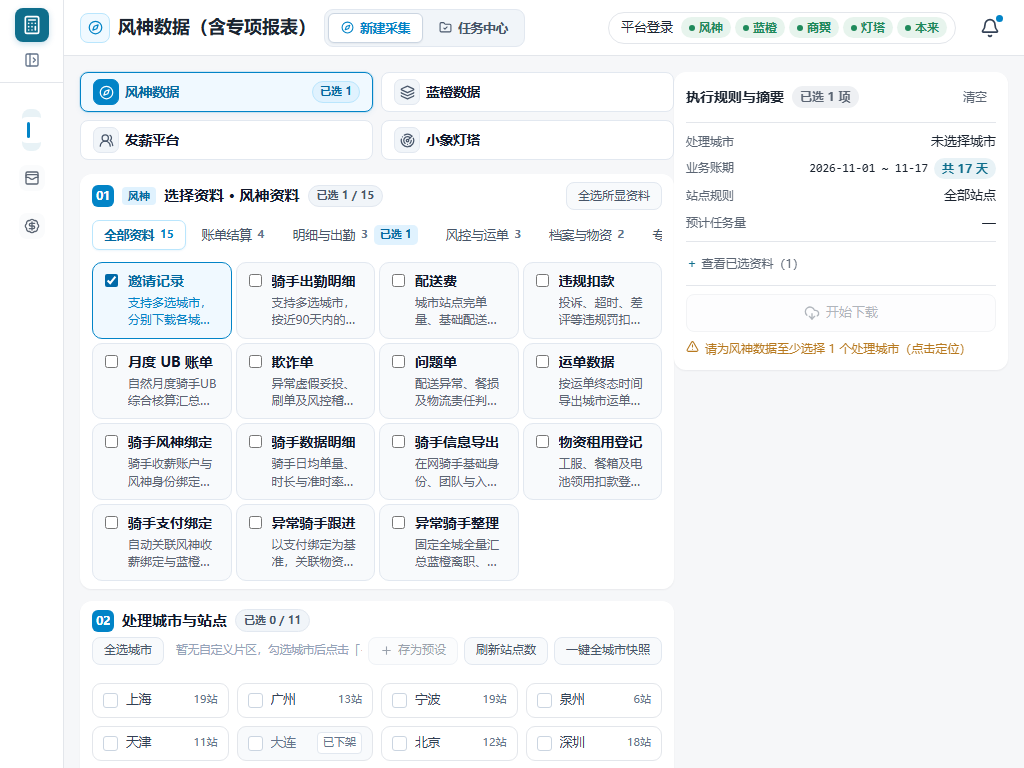 风神数据（含专项报表）
新建采集
任务中心
平台登录
风神
蓝橙
商翼
灯塔
本来
风神数据
已选 1
蓝橙数据
发薪平台
小象灯塔
01 风神 选择资料 • 风神资料 已选 1 / 15
全选所显资料
全部资料 15
账单结算 4
明细与出勤 3 已选 1
风控与运单 3
档案与物资 2
专
邀请记录
支持多选城市，
分别下载各城...
骑手出勤明细
支持多选城市，
按近90天内的...
配送费
城市站点完单
量、基础配送...
违规扣款
投诉、超时、差
评等违规罚扣...
月度 UB 账单
自然月度骑手UB
综合核算汇总...
欺诈单
异常虚假妥投、
刷单及风控稽...
问题单
配送异常、餐损
及物流责任判...
运单数据
按运单终态时间
导出城市运单...
骑手风神绑定
骑手收薪账户与
风神身份绑定...
骑手数据明细
骑手日均单量、
时长与准时率...
骑手信息导出
在网骑手基础身
份、团队与入...
物资租用登记
工服、餐箱及电
池领用扣款登...
骑手支付绑定
自动关联风神收
薪绑定与蓝橙...
异常骑手跟进
以支付绑定为基
准，关联物资...
异常骑手整理
固定全城全量汇
总蓝橙离职、...
02 处理城市与站点 已选 0 / 11
全选城市
暂无自定义片区，勾选城市后点击「
+ 存为预设
刷新站点数
一键全城市快照
上海 19站
广州 13站
宁波 19站
泉州 6站
天津 11站
大连 已下架
北京 12站
深圳 18站
执行规则与摘要 已选 1 项
清空
处理城市 未选择城市
业务账期 2026-11-01 ~ 11-17 共 17 天
站点规则 全部站点
预计任务量 —
+ 查看已选资料（1）
开始下载
请为风神数据至少选择 1 个处理城市（点击定位）